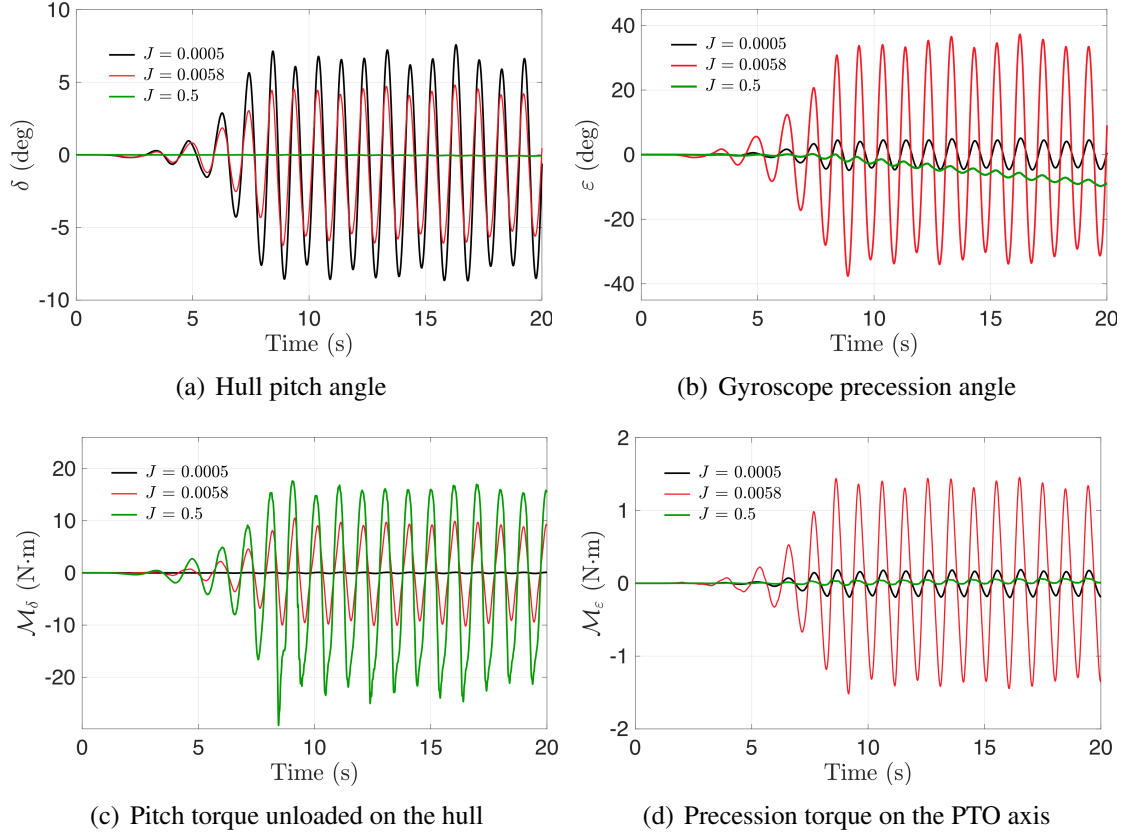 10
5
0
-5
-10
δ (deg)
J = 0.0005
J = 0.0058
J = 0.5
0 5 10 15 20
Time (s)
(a) Hull pitch angle
40
20
0
-20
-40
ε (deg)
J = 0.0005
J = 0.0058
J = 0.5
0 5 10 15 20
Time (s)
(b) Gyroscope precession angle
20
10
0
-10
-20
ℳδ (N·m)
J = 0.0005
J = 0.0058
J = 0.5
0 5 10 15 20
Time (s)
(c) Pitch torque unloaded on the hull
2
1
0
-1
-2
ℳε (N·m)
J = 0.0005
J = 0.0058
J = 0.5
0 5 10 15 20
Time (s)
(d) Precession torque on the PTO axis